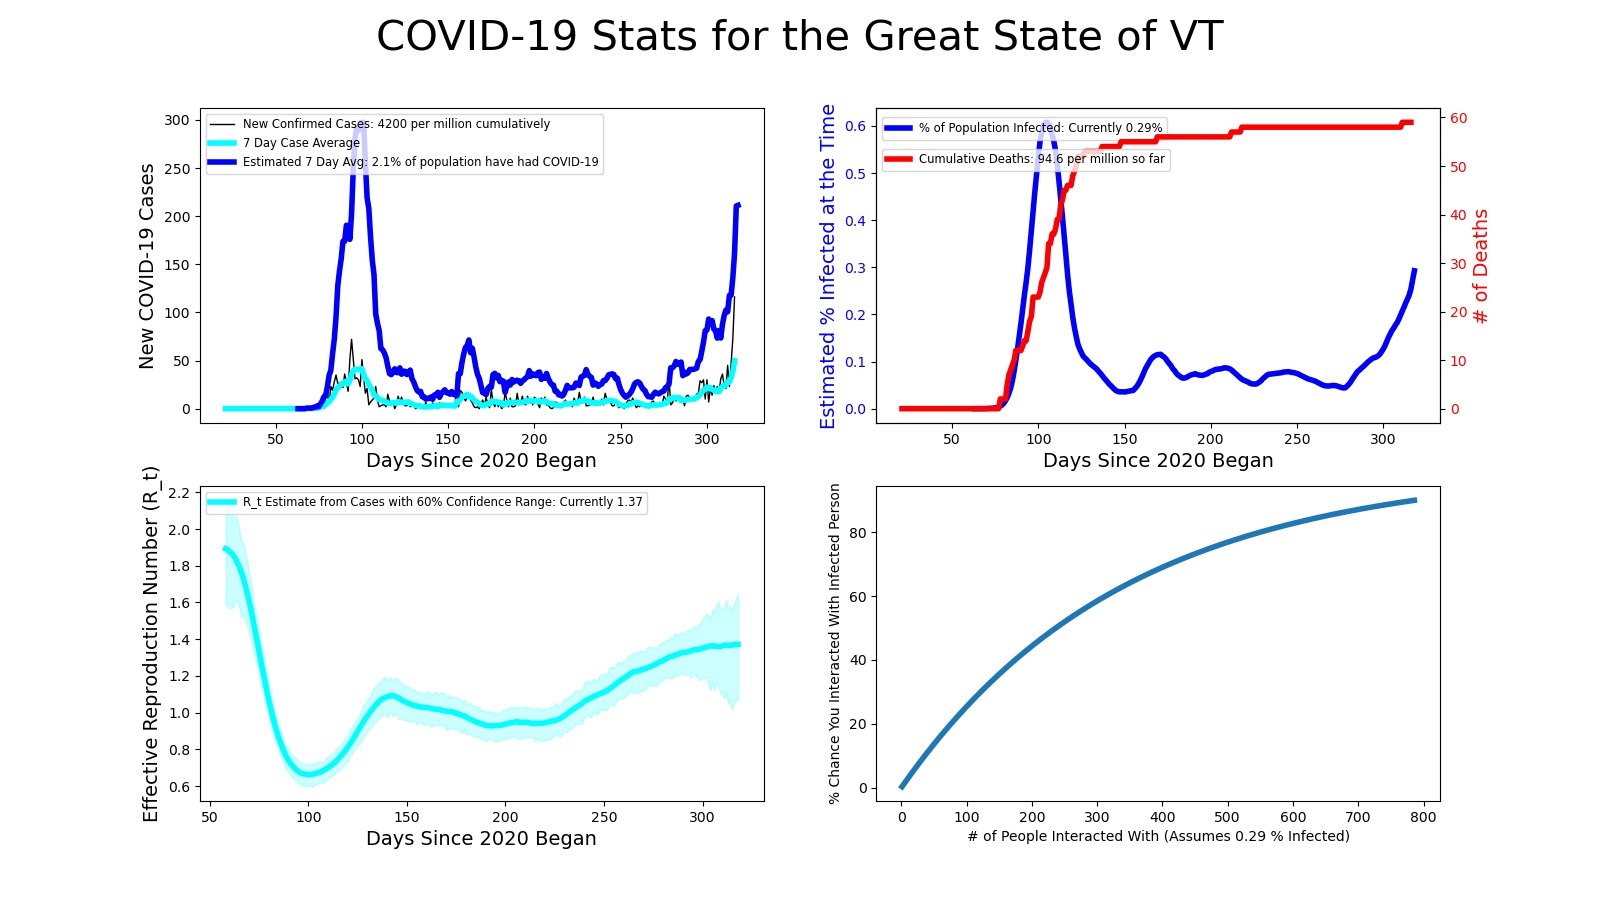 COVID-19 Stats for the Great State of VT
New COVID-19 Cases
300
250
200
150
100
50
0
New Confirmed Cases: 4200 per million cumulatively
7 Day Case Average
Estimated 7 Day Avg: 2.1% of population have had COVID-19
50 100 150 200 250 300
Days Since 2020 Began
Estimated % Infected at the Time
0.6
0.5
0.4
0.3
0.2
0.1
0.0
% of Population Infected: Currently 0.29%
Cumulative Deaths: 94.6 per million so far
60
50
40
30
20
10
0
# of Deaths
50 100 150 200 250 300
Days Since 2020 Began
Effective Reproduction Number (R_t)
2.2
2.0
1.8
1.6
1.4
1.2
1.0
0.8
0.6
R_t Estimate from Cases with 60% Confidence Range: Currently 1.37
50 100 150 200 250 300
Days Since 2020 Began
% Chance You Interacted With Infected Person
80
60
40
20
0
0 100 200 300 400 500 600 700 800
# of People Interacted With (Assumes 0.29 % Infected)